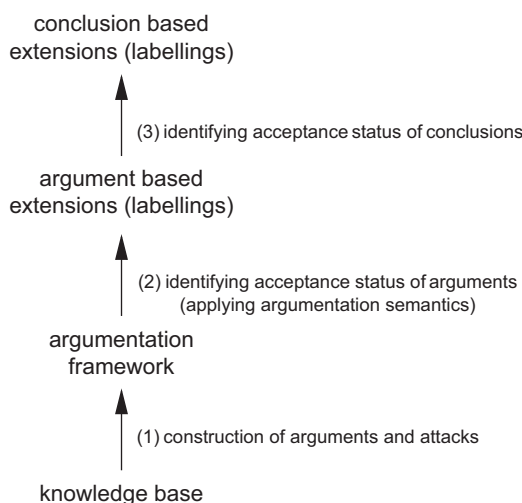 conclusion based
extensions (labellings)
(3) identifying acceptance status of conclusions
argument based
extensions (labellings)
(2) identifying acceptance status of arguments
(applying argumentation semantics)
argumentation
framework
(1) construction of arguments and attacks
knowledge base